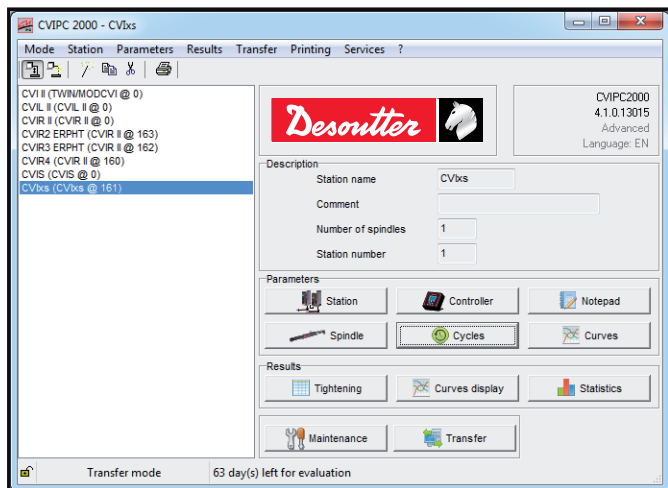 CVIPC 2000 - CVIxs
Mode Station Parameters Results Transfer Printing Services ?
CVI II (TWIN/MODCVI @ 0)
CVIL II (CVIL II @ 0)
CVIR II (CVIR II @ 0)
CVIR2 ERPHT (CVIR II @ 163)
CVIR3 ERPHT (CVIR II @ 162)
CVIR4 (CVIR II @ 160)
CVIS (CVIS @ 0)
CVIxs (CVIxs @ 161)
Desoutter
CVIPC2000
4.1.0.13015
Advanced
Language: EN
Description
Station name CVIxs
Comment
Number of spindles 1
Station number 1
Parameters
Station Controller Notepad
Spindle Cycles Curves
Results
Tightening Curves display Statistics
Maintenance Transfer
Transfer mode 63 day(s) left for evaluation